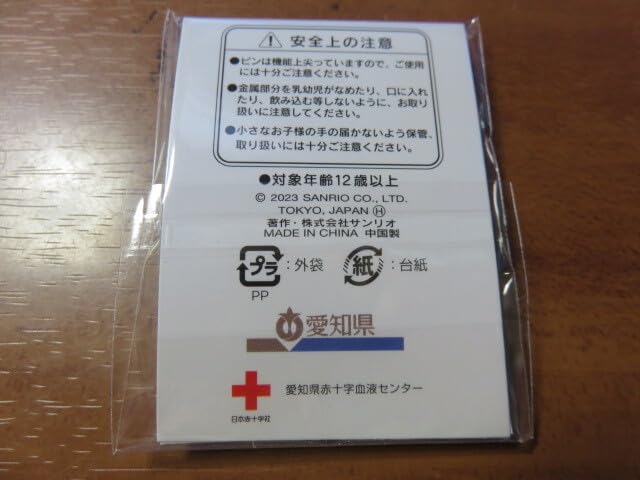 安全上の注意
●ピンは機能上尖っていますので、ご使用
には十分ご注意ください。
●金属部分を乳幼児がなめたり、口に入れ
たり、飲み込む等しないように、お取り
扱いに注意してください。
●小さなお子様の手の届かないよう保管、
取り扱いには十分ご注意ください。
●対象年齢12歳以上
© 2023 SANRIO CO., LTD.
TOKYO, JAPAN Ⓗ
著作・株式会社サンリオ
MADE IN CHINA 中国製
プラ : 外袋 紙 : 台紙
PP
愛知県
愛知県赤十字血液センター
日本赤十字社